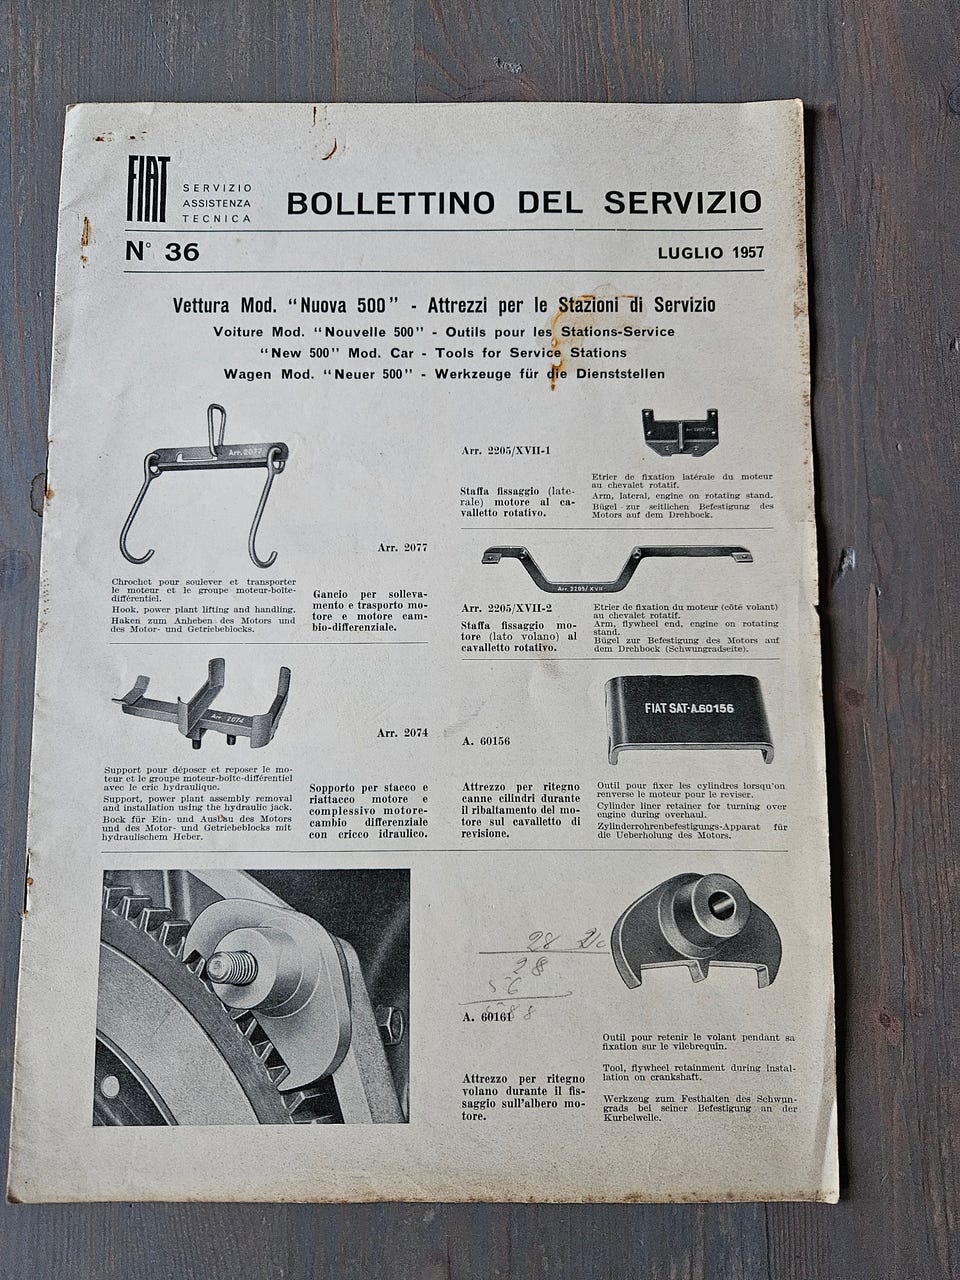 FIAT
SERVIZIO
ASSISTENZA
TECNICA
BOLLETTINO DEL SERVIZIO
N° 36
LUGLIO 1957
Vettura Mod. “Nuova 500” - Attrezzi per le Stazioni di Servizio
Voiture Mod. “Nouvelle 500” - Outils pour les Stations-Service
“New 500” Mod. Car - Tools for Service Stations
Wagen Mod. “Neuer 500” - Werkzeuge für die Dienststellen
Arr. 2077
Arr. 2077
Chrochet pour soulever et transporter
le moteur et le groupe moteur-boîte-
différentiel.
Hook, power plant lifting and handling.
Haken zum Anheben des Motors und
des Motor- und Getriebeblocks.
Gancio per solleva-
mento e trasporto mo-
tore e motore cam-
bio-differenziale.
Arr. 2205/XVII-1
Staffa fissaggio (late-
rale) motore al ca-
valletto rotativo.
Etrier de fixation latérale du moteur
au chevalet rotatif.
Arm, lateral, engine on rotating stand.
Bügel zur seitlichen Befestigung des
Motors auf dem Drehbock.
Arr. 2205/XVII
Arr. 2205/XVII-2
Staffa fissaggio mo-
tore (lato volano) al
cavalletto rotativo.
Etrier de fixation du moteur (côté volant)
au chevalet rotatif.
Arm, flywheel end, engine on rotating
stand.
Bügel zur Befestigung des Motors auf
dem Drehbock (Schwungradseite).
Arr. 2074
Arr. 2074
Support pour déposer et reposer le mo-
teur et le groupe moteur-boîte-différentiel
avec le cric hydraulique.
Support, power plant assembly removal
and installation using the hydraulic jack.
Bock für Ein- und Ausbau des Motors
und des Motor- und Getriebeblocks mit
hydraulischem Heber.
Sopporto per stacco e
riattacco motore e
complessivo motore-
cambio differenziale
con cricco idraulico.
FIAT SAT-A.60156
A. 60156
Attrezzo per ritegno
canne cilindri durante
il ribaltamento del mo-
tore sul cavalletto di
revisione.
Outil pour fixer les cylindres lorsqu'on
renverse le moteur pour le reviser.
Cylinder liner retainer for turning over
engine during overhaul.
Zylinderrohrenbefestigungs-Apparat für
die Ueberholung des Motors.
28
28
56
A. 60161
Attrezzo per ritegno
volano durante il fis-
saggio sull'albero mo-
tore.
Outil pour retenir le volant pendant sa
fixation sur le vilebrequin.
Tool, flywheel retainment during instal-
lation on crankshaft.
Werkzeug zum Festhalten des Schwun-
grads bei seiner Befestigung an der
Kurbelwelle.